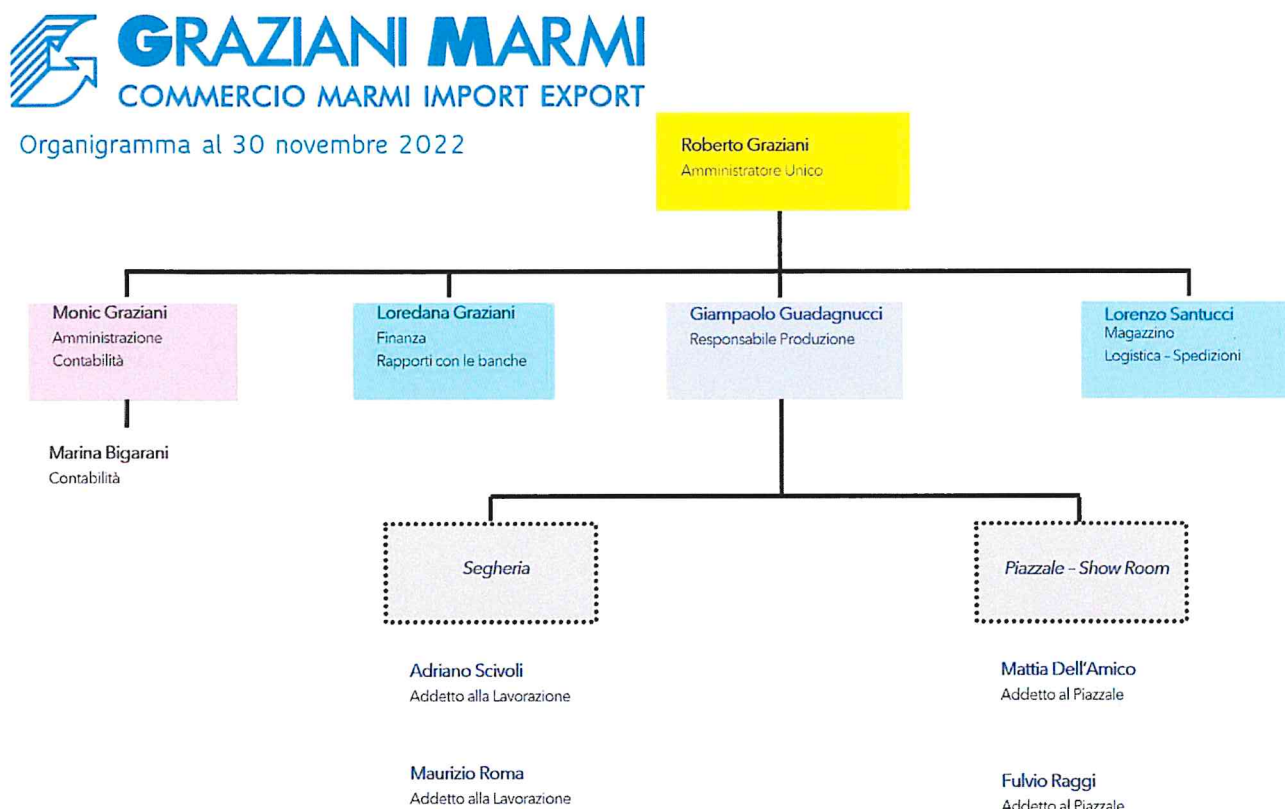 GRAZIANI MARMI
COMMERCIO MARMI IMPORT EXPORT
Organigramma al 30 novembre 2022
Roberto Graziani
Amministratore Unico
Monic Graziani
Amministrazione
Contabilità
Loredana Graziani
Finanza
Rapporti con le banche
Giampaolo Guadagnucci
Responsabile Produzione
Lorenzo Santucci
Magazzino
Logistica - Spedizioni
Marina Bigarani
Contabilità
Segheria
Piazzale - Show Room
Adriano Scivoli
Addetto alla Lavorazione
Mattia Dell'Amico
Addetto al Piazzale
Maurizio Roma
Addetto alla Lavorazione
Fulvio Raggi
Addetto al Piazzale